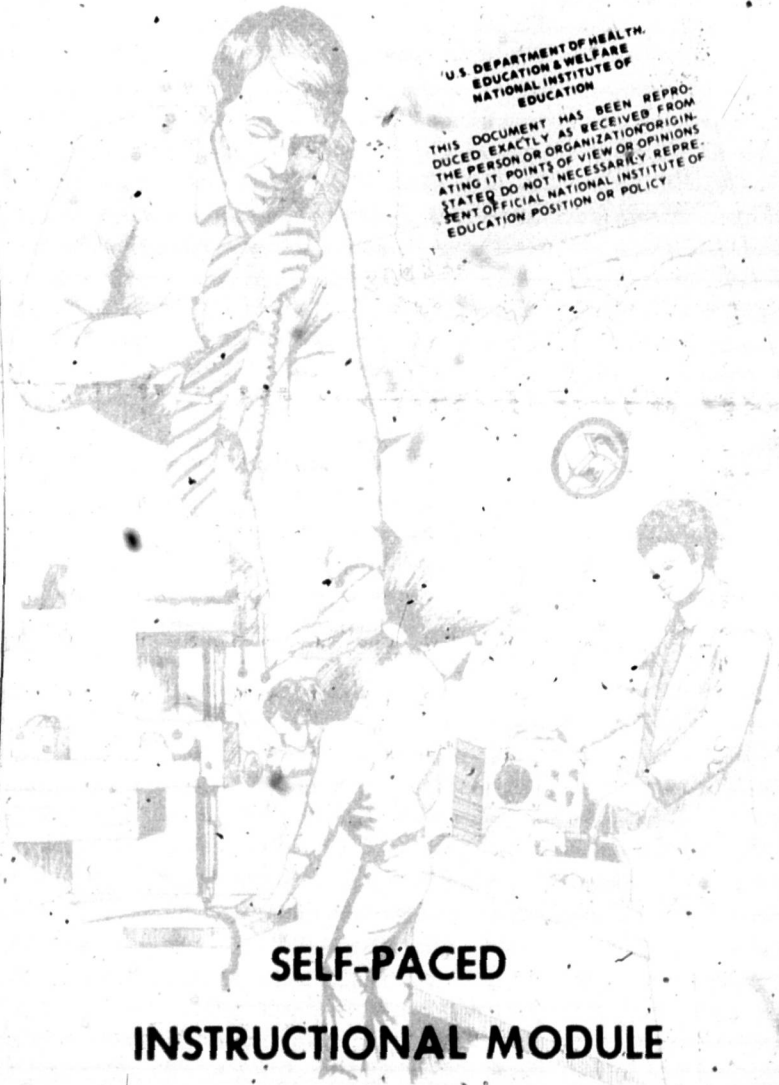 U.S. DEPARTMENT OF HEALTH,
EDUCATION & WELFARE
NATIONAL INSTITUTE OF
EDUCATION
THIS DOCUMENT HAS BEEN REPRO-
DUCED EXACTLY AS RECEIVED FROM
THE PERSON OR ORGANIZATION ORIGIN-
ATING IT POINTS OF VIEW OR OPINIONS
STATED DO NOT NECESSARILY REPRE-
SENT OFFICIAL NATIONAL INSTITUTE OF
EDUCATION POSITION OR POLICY
SELF-PACED
INSTRUCTIONAL MODULE